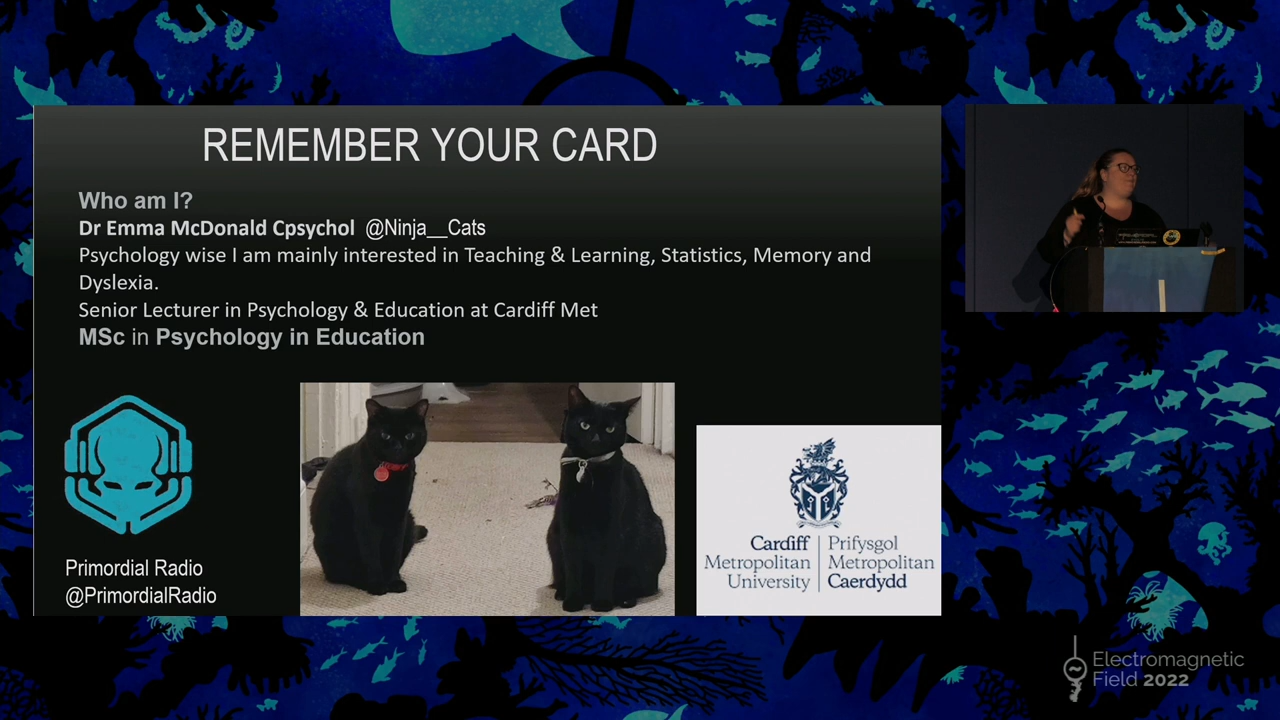 REMEMBER YOUR CARD
Who am I?
Dr Emma McDonald Cpsychol @Ninja__Cats
Psychology wise I am mainly interested in Teaching & Learning, Statistics, Memory and
Dyslexia.
Senior Lecturer in Psychology & Education at Cardiff Met
MSc in Psychology in Education
Primordial Radio
@PrimordialRadio
Cardiff
Metropolitan
University
Prifysgol
Metropolitan
Caerdydd
Electromagnetic
Field 2022